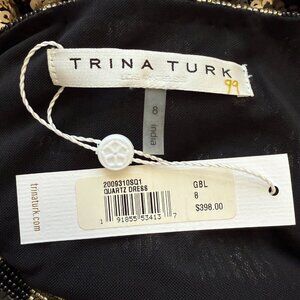 TRINA TURK
LOS ANGELES
99
8 india
trinaturk.com
2009310SQ1
QUARTZ DRESS
GBL
8
$398.00
1 91855 53413 7